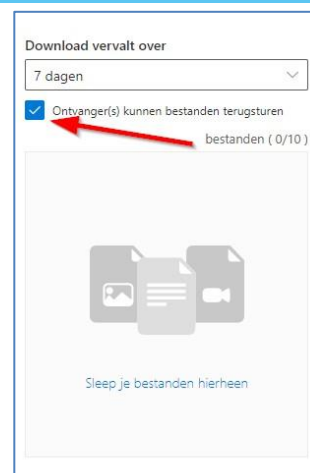 Download vervalt over
7 dagen
Ontvanger(s) kunnen bestanden terugsturen
bestanden ( 0/10 )
Sleep je bestanden hierheen